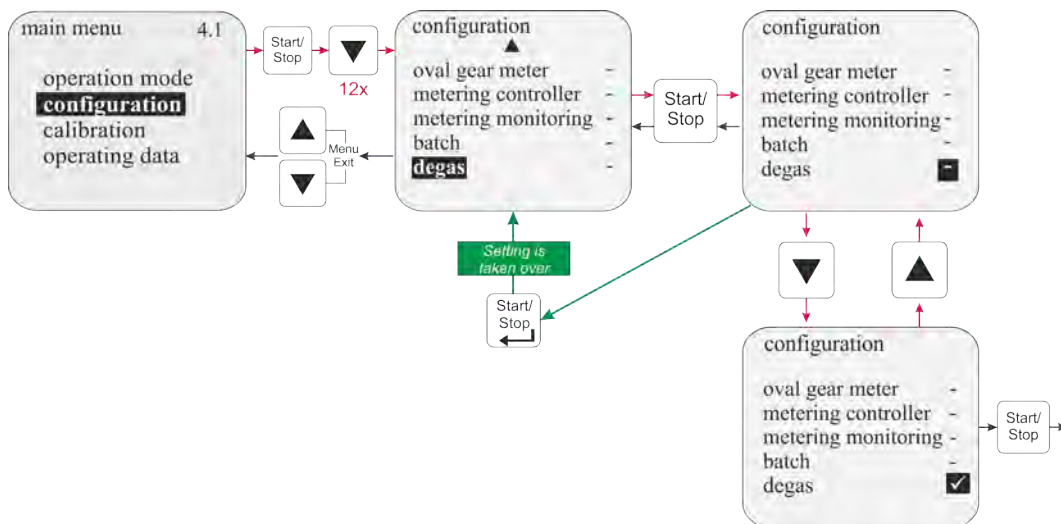 main menu 4.1
operation mode
configuration
calibration
operating data
Start/
Stop
12x
Menu
Exit
configuration
oval gear meter -
metering controller -
metering monitoring -
batch -
degas -
Start/
Stop
configuration
oval gear meter -
metering controller -
metering monitoring -
batch -
degas -
Setting is
taken over
Start/
Stop
configuration
oval gear meter -
metering controller -
metering monitoring -
batch -
degas ✓
Start/
Stop